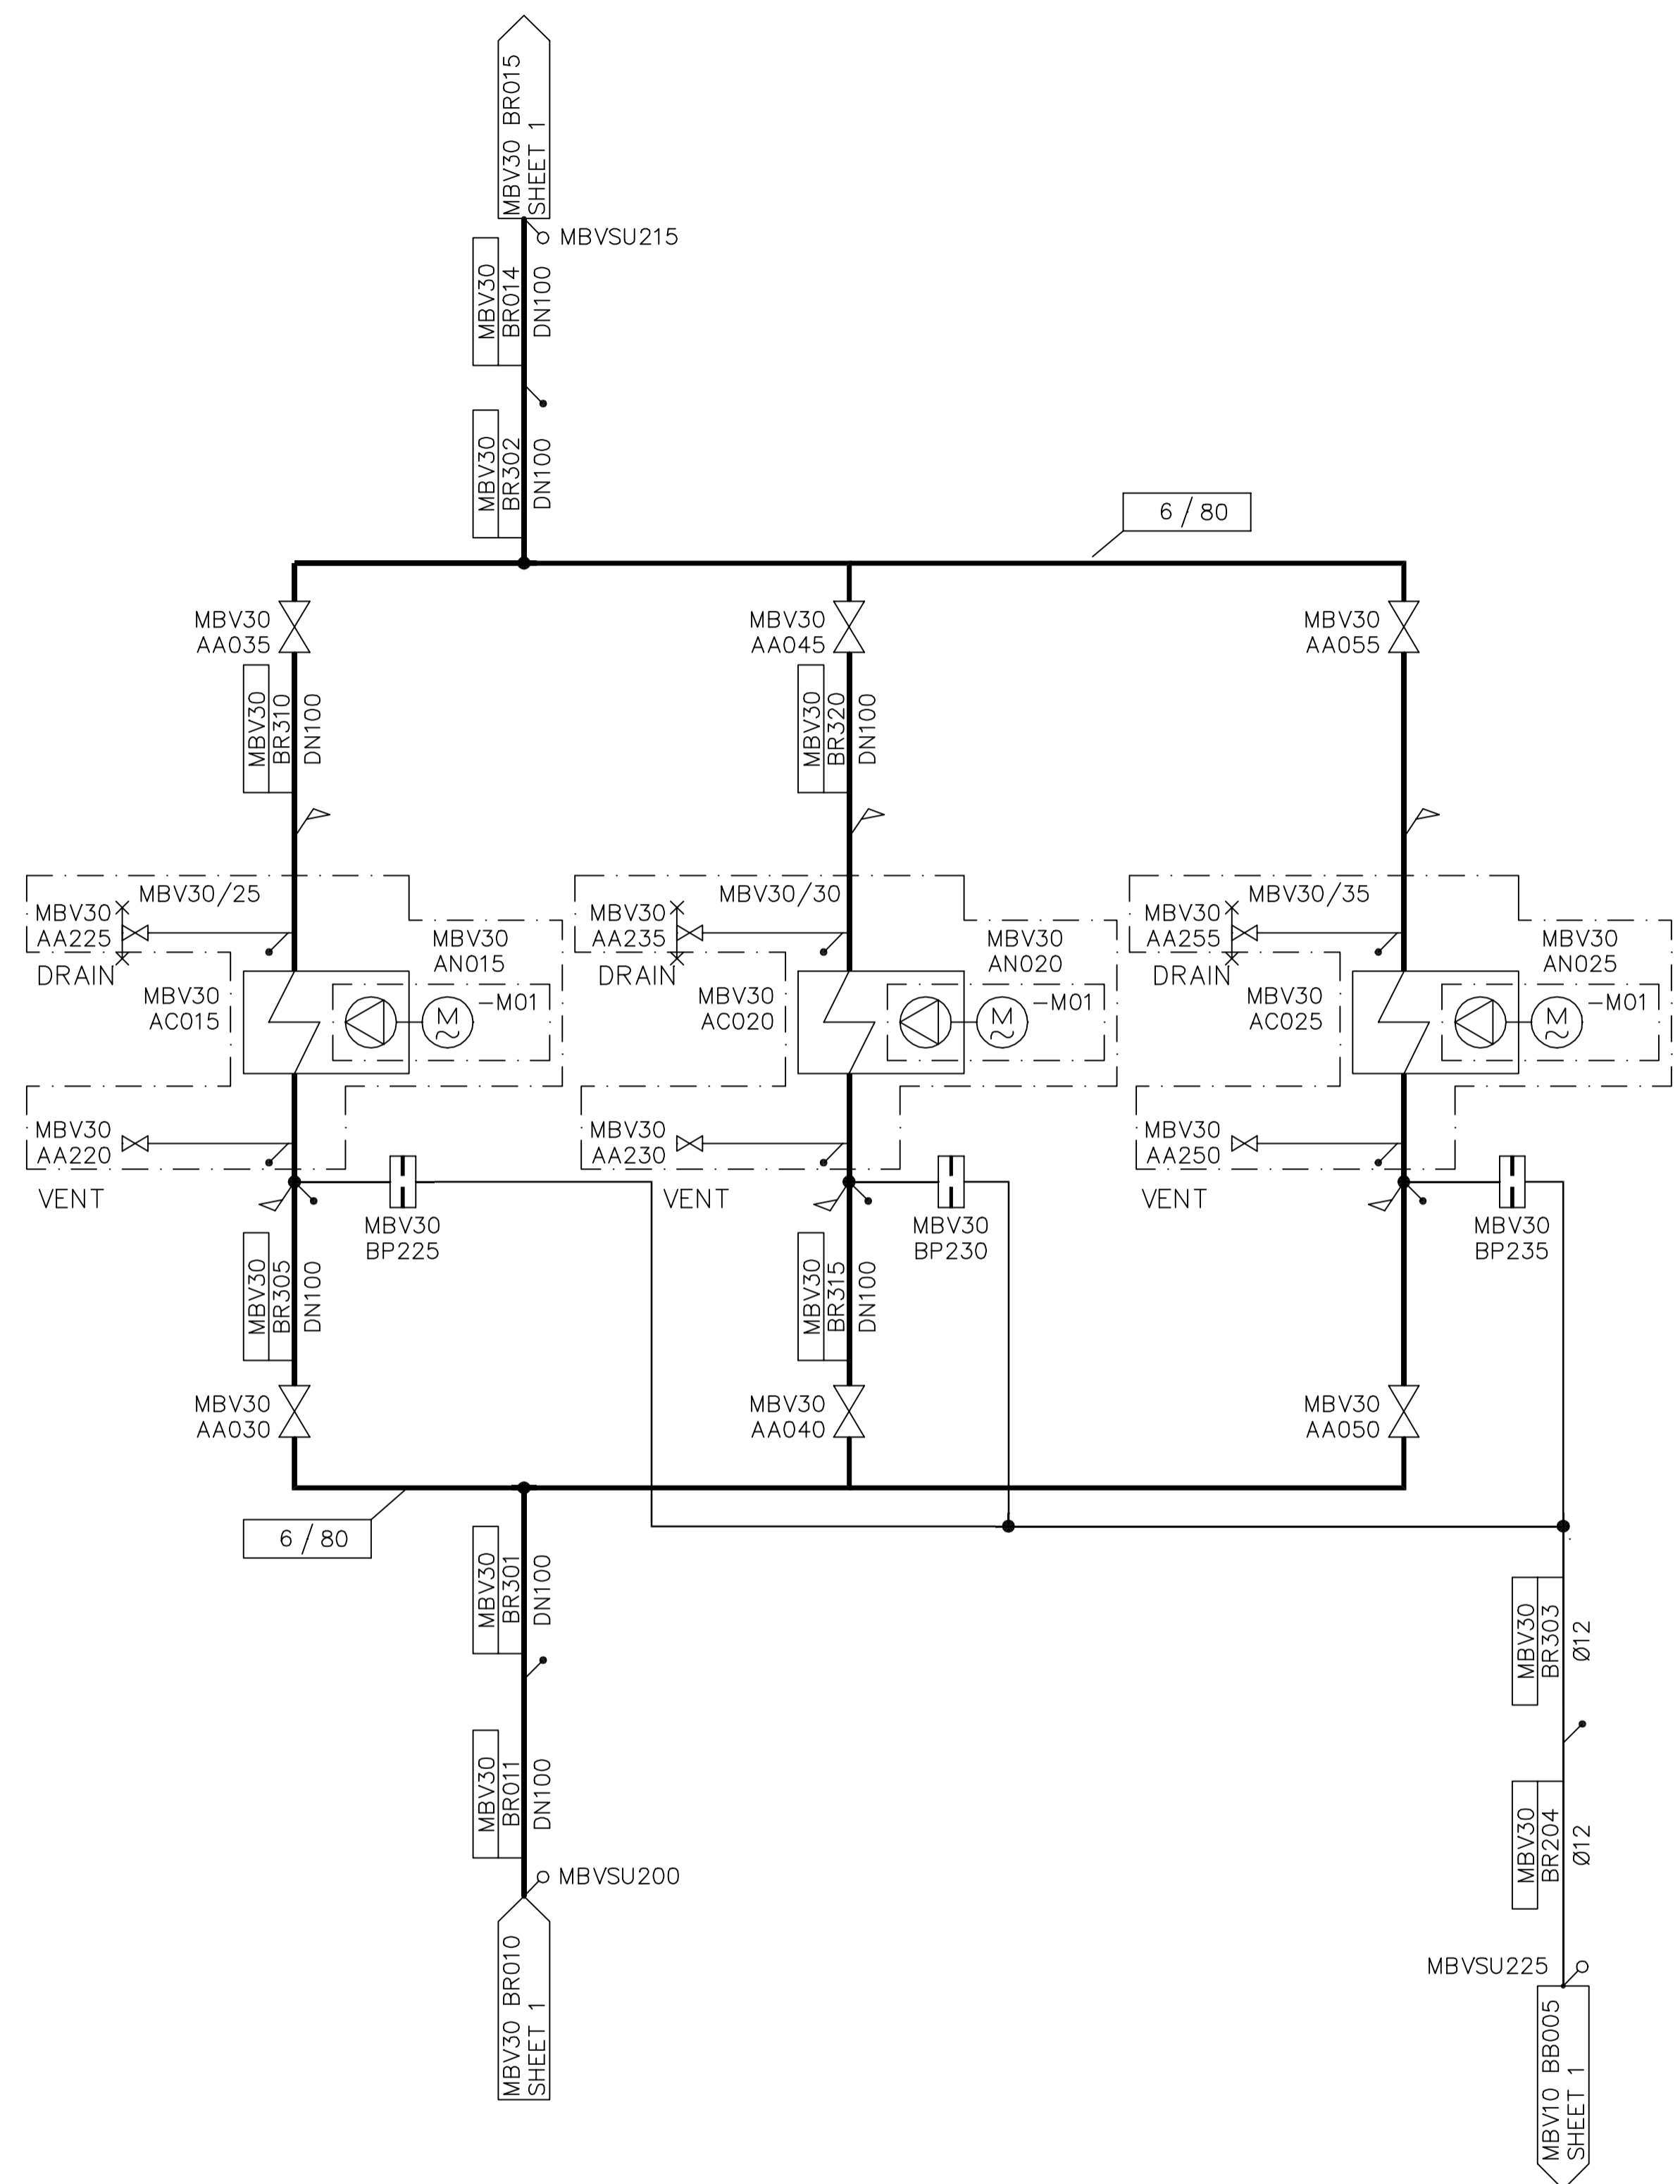 MBV30 BR015
SHEET 1
MBVSU215
MBV30
BR014
DN100
MBV30
BR302
DN100
6 / 80
MBV30
AA035
MBV30
AA045
MBV30
AA055
MBV30
BR310
DN100
MBV30
BR320
DN100
MBV30/25
MBV30
AA225
DRAIN
MBV30
AN015
MBV30
AC015
-M01
M
MBV30
AA220
VENT
MBV30/30
MBV30
AA235
DRAIN
MBV30
AN020
MBV30
AC020
-M01
M
MBV30
AA230
VENT
MBV30/35
MBV30
AA255
DRAIN
MBV30
AN025
MBV30
AC025
-M01
M
MBV30
AA250
VENT
MBV30
BP225
MBV30
BP230
MBV30
BP235
MBV30
BR305
DN100
MBV30
BR315
DN100
MBV30
AA030
MBV30
AA040
MBV30
AA050
6 / 80
MBV30
BR301
DN100
MBV30
BR011
DN100
MBVSU200
MBV30 BR010
SHEET 1
MBV30
BR303
Ø12
MBV30
BR204
Ø12
MBVSU225
MBV10 BB005
SHEET 1